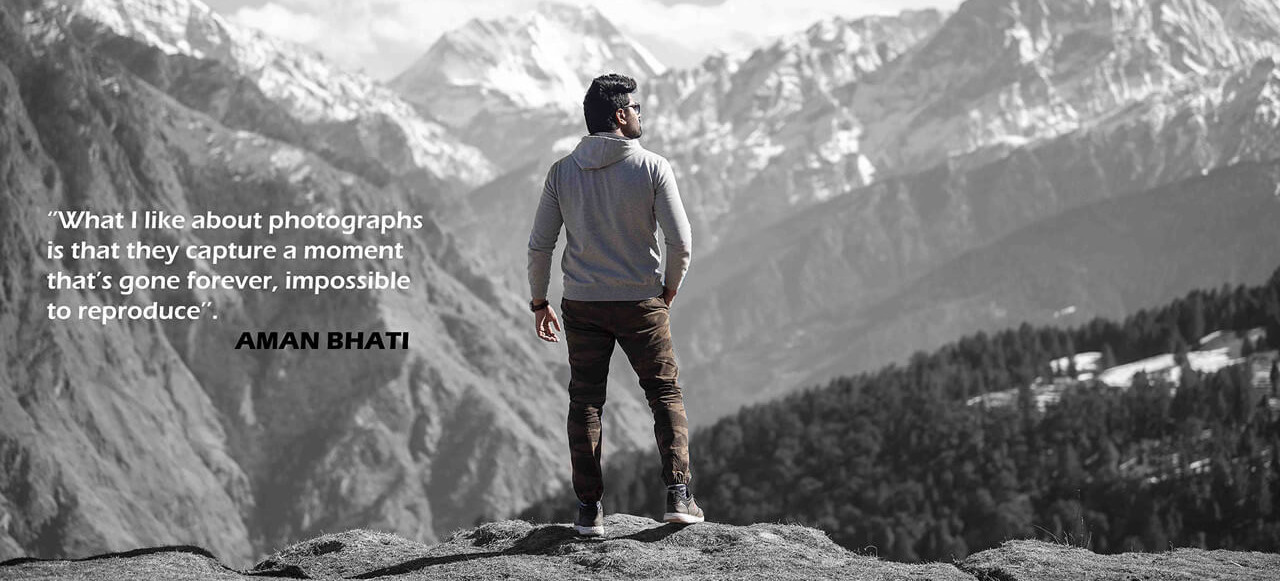 “What I like about photographs
is that they capture a moment
that’s gone forever, impossible
to reproduce”.
AMAN BHATI